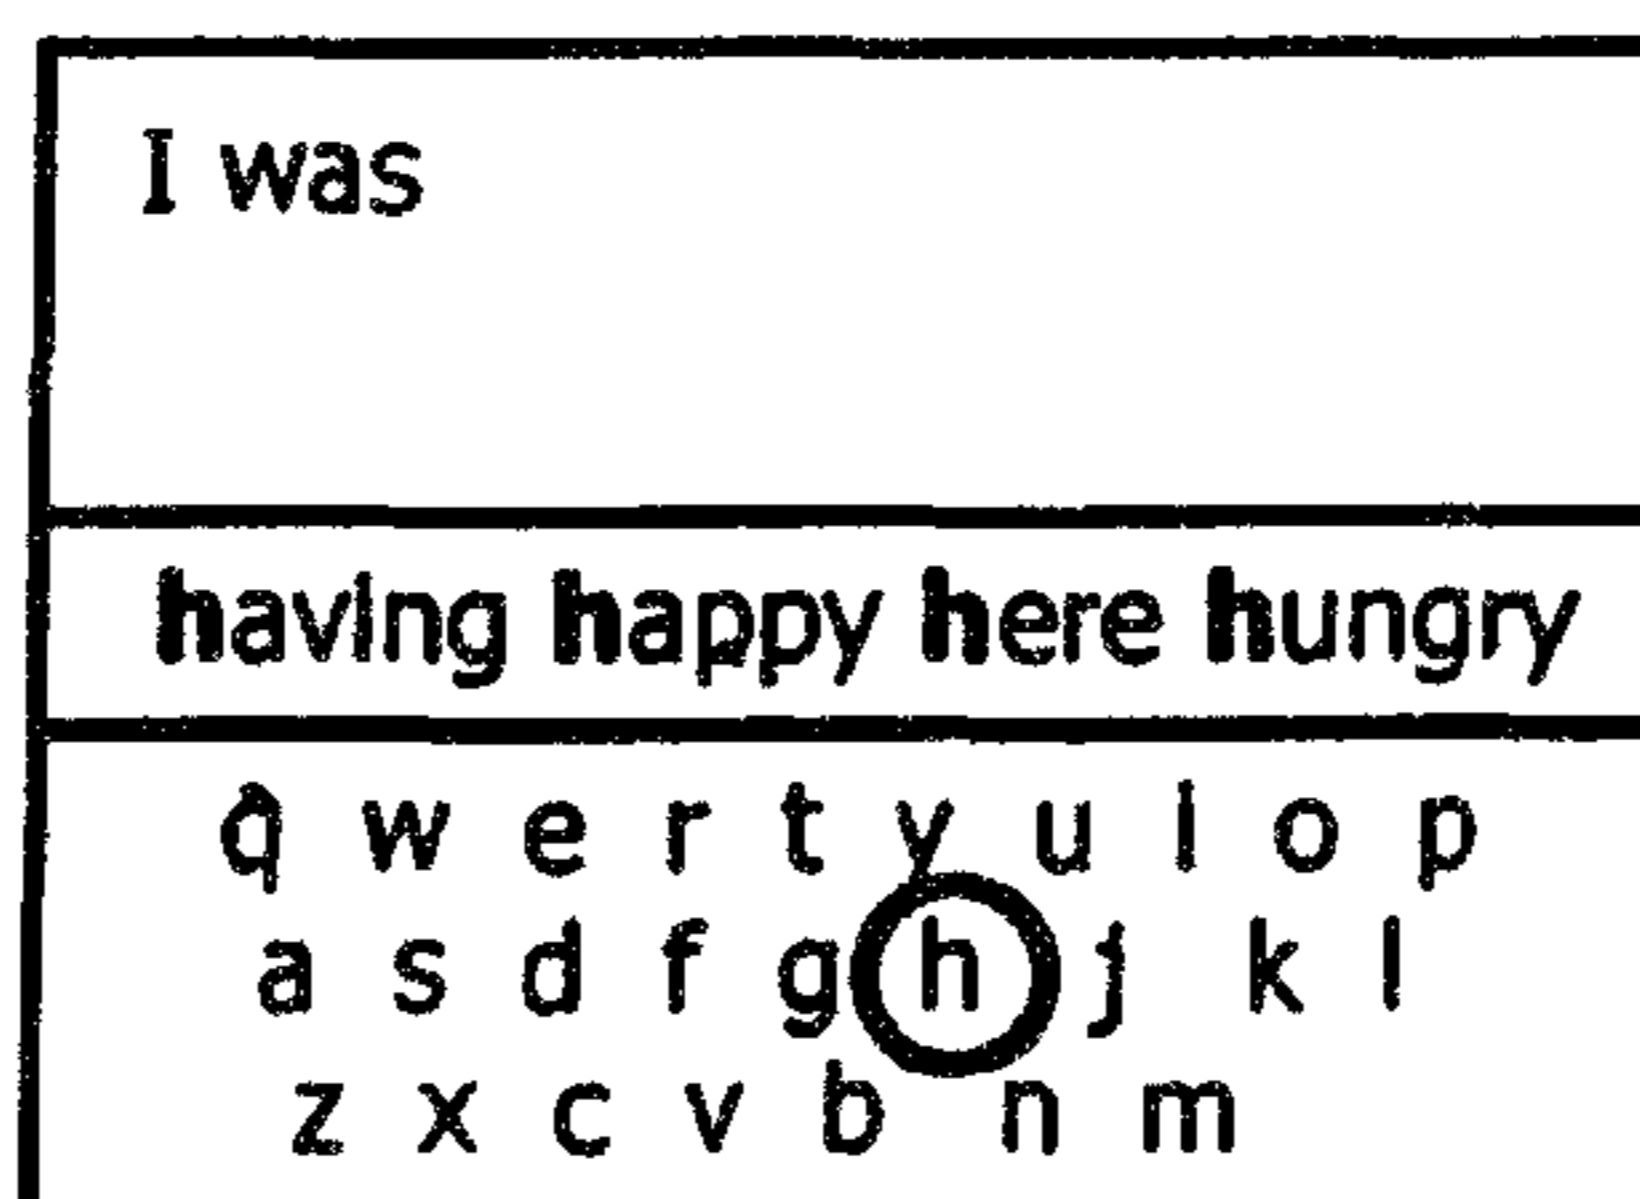 I was
having happy here hungry
q w e r t y u i o p
a s d f g h j k l
z x c v b n m